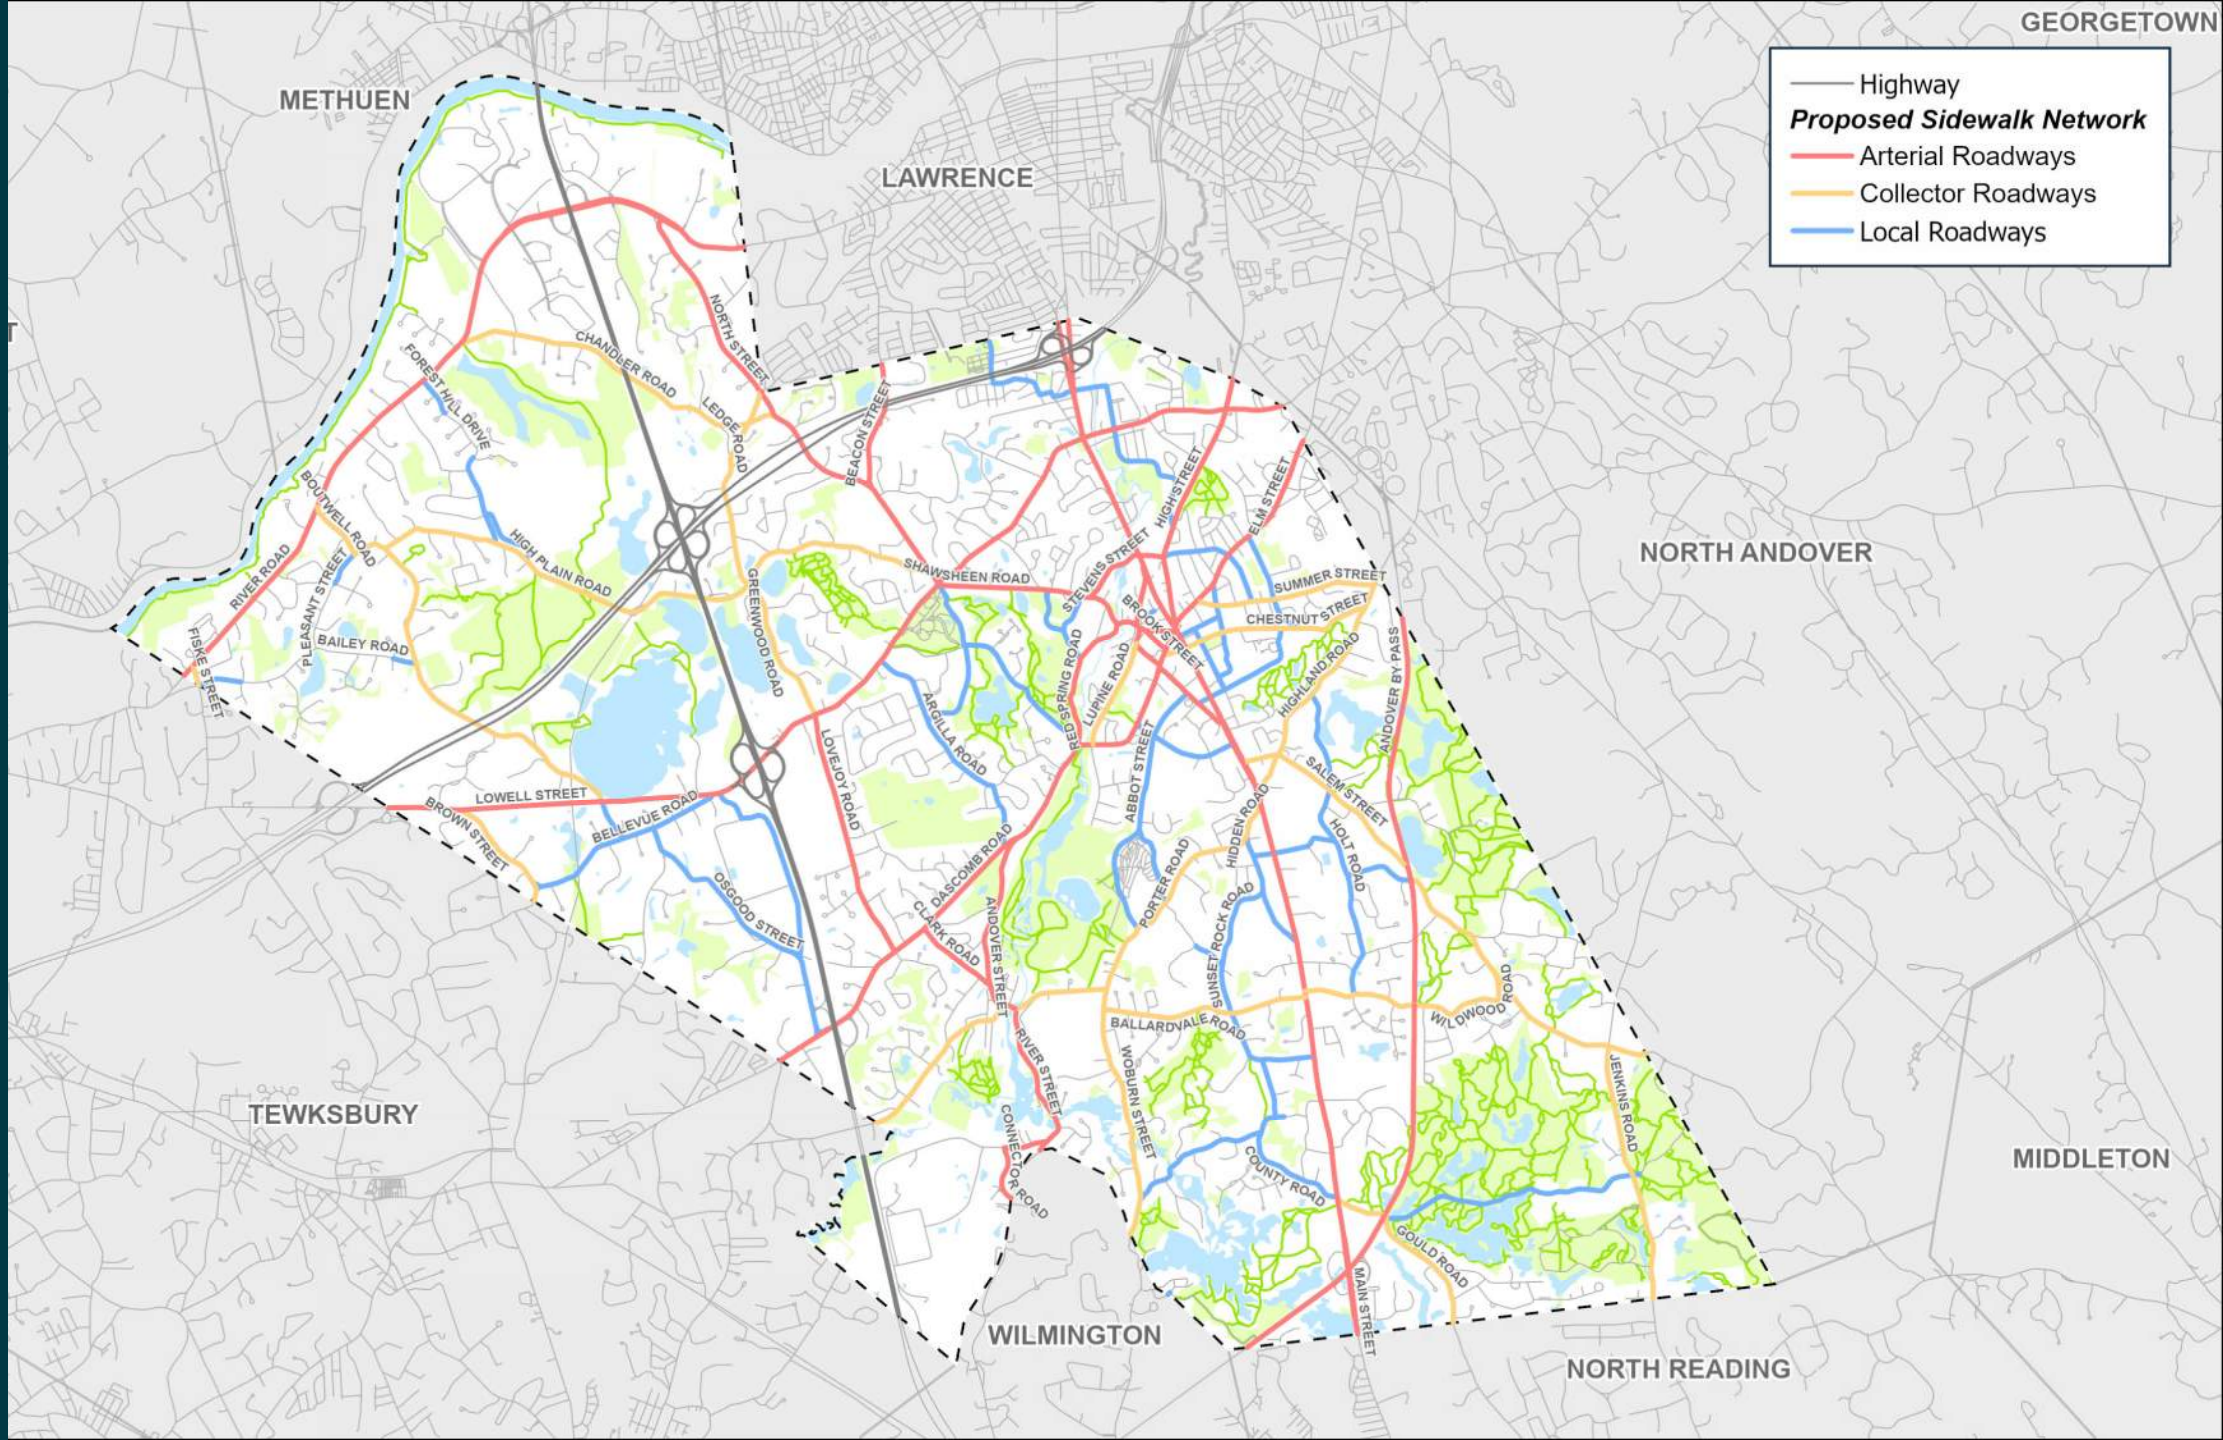 GEORGETOWN
Highway
Proposed Sidewalk Network
Arterial Roadways
Collector Roadways
Local Roadways
METHUEN
LAWRENCE
T
NORTH STREET
CHANDLER ROAD
FOREST HILL DRIVE
LEDGE ROAD
BEACON STREET
BOUTWELL ROAD
HIGH STREET
ELM STREET
HIGH PLAIN ROAD
NORTH ANDOVER
RIVER ROAD
PLEASANT STREET
SHAWSHEEN ROAD
STEVENS STREET
SUMMER STREET
GREENWOOD ROAD
BROOK STREET
CHESTNUT STREET
BAILEY ROAD
FISKE STREET
RED SPRING ROAD
LUPINE ROAD
HIGHLAND ROAD
ANDOVER BY PASS
ARGILLA ROAD
LOVEJOY ROAD
ABBOT STREET
SALEM STREET
LOWELL STREET
BROWN STREET
BELLEVUE ROAD
HIDDEN ROAD
HOLT ROAD
DASCOMB ROAD
PORTER ROAD
OSGOOD STREET
CLARK ROAD
ANDOVER STREET
SUNSET ROCK ROAD
WILDWOOD ROAD
BALLARDVALE ROAD
RIVER STREET
WOBURN STREET
JENKINS ROAD
TEWKSBURY
CONNECTOR ROAD
COUNTY ROAD
MIDDLETON
GOULD ROAD
MAIN STREET
WILMINGTON
NORTH READING